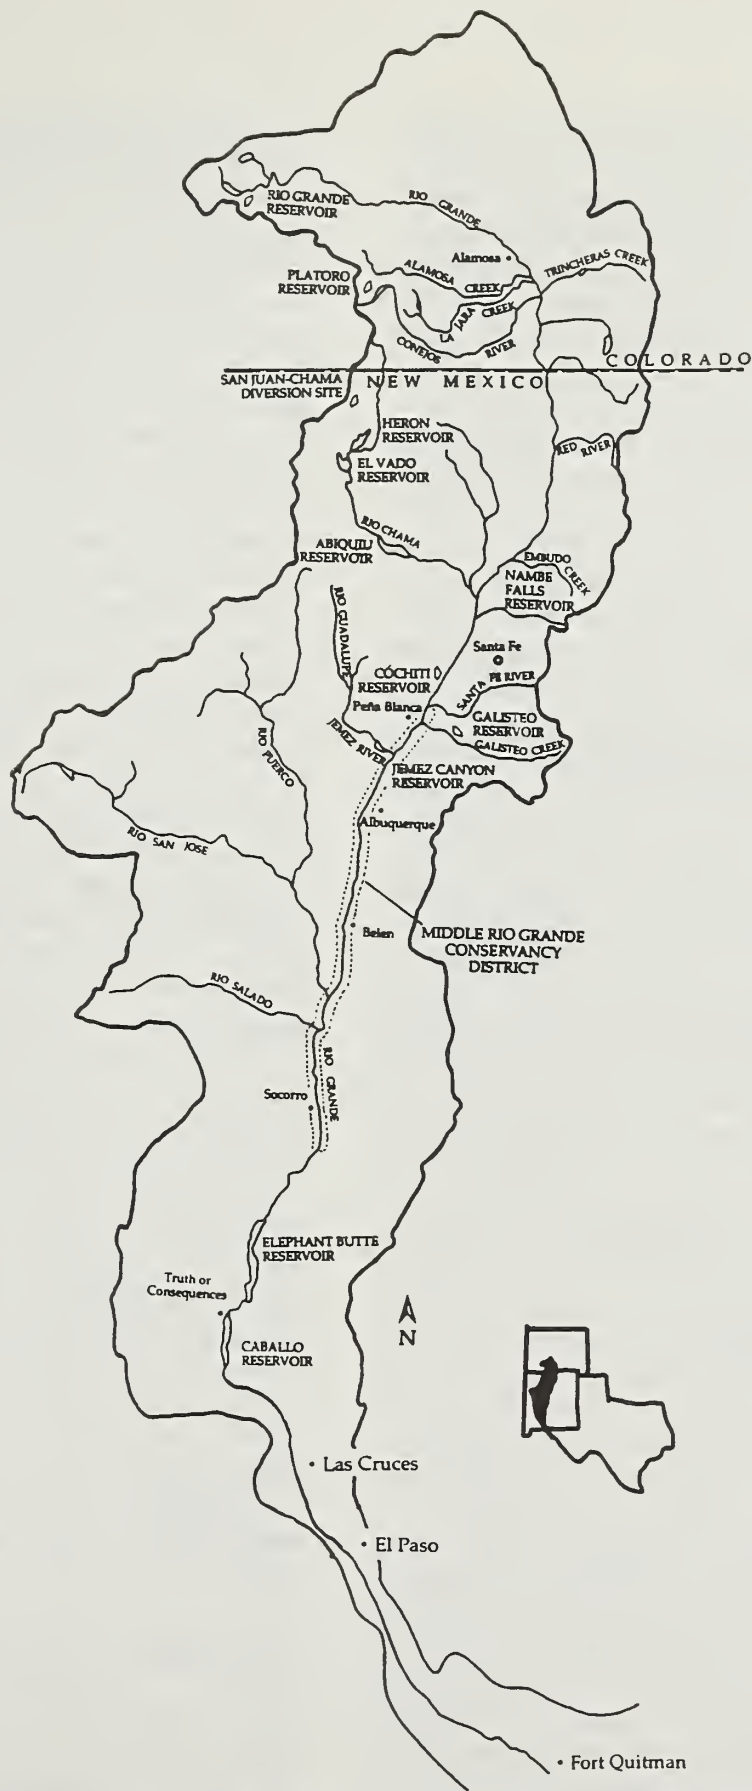 RIO GRANDE
RESERVOIR
RIO GRANDE
Alamosa
TRINCHERAS CREEK
PLATORO
RESERVOIR
ALAMOSA CREEK
LA JARA CREEK
CONEJOS RIVER
COLORADO
NEW MEXICO
SAN JUAN-CHAMA
DIVERSION SITE
HERON
RESERVOIR
RED RIVER
EL VADO
RESERVOIR
RIO CHAMA
ABIQUIU
RESERVOIR
EMBUDO CREEK
NAMBE
FALLS
RESERVOIR
RIO GUADALUPE
Santa Fe
COCHITI
RESERVOIR
SANTA FE RIVER
Peña Blanca
GALISTEO
RESERVOIR
GALISTEO CREEK
JEMEZ RIVER
RIO PUERCO
JEMEZ CANYON
RESERVOIR
Albuquerque
RIO SAN JOSE
Belen
MIDDLE RIO GRANDE
CONSERVANCY
DISTRICT
RIO SALADO
RIO GRANDE
Socorro
ELEPHANT BUTTE
RESERVOIR
Truth or
Consequences
N
CABALLO
RESERVOIR
Las Cruces
El Paso
Fort Quitman